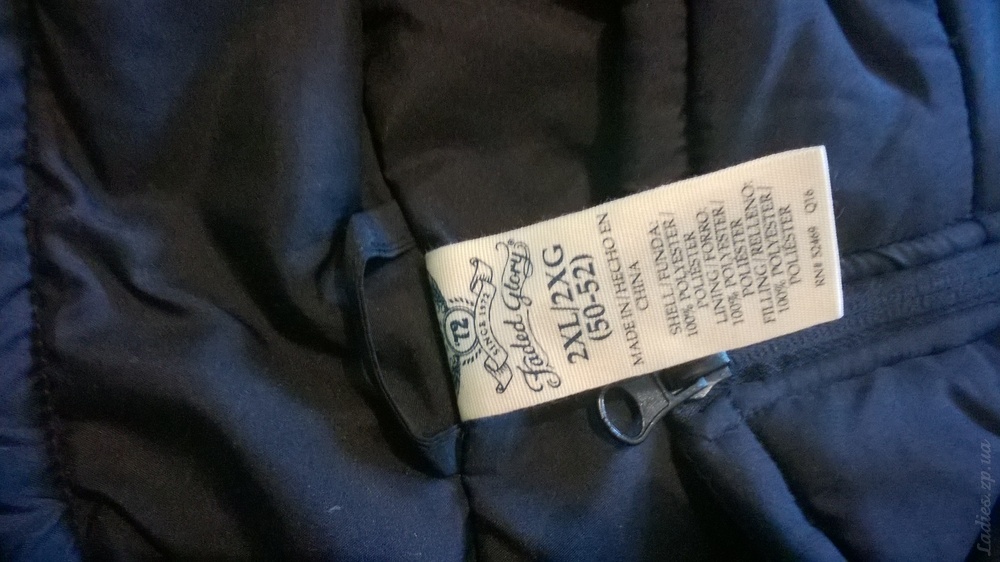 72
SINCE 1972
Faded Glory®
2XL/2XG
(50-52)
MADE IN/HECHO EN
CHINA
SHELL/FUNDA:
100% POLYESTER/
POLIÉSTER
LINING/FORRO
100% POLYESTER/
POLIÉSTER
FILLING/RELLENO:
100% POLYESTER/
POLIÉSTER
RN# 52469 Q16
Ladies.zp.ua